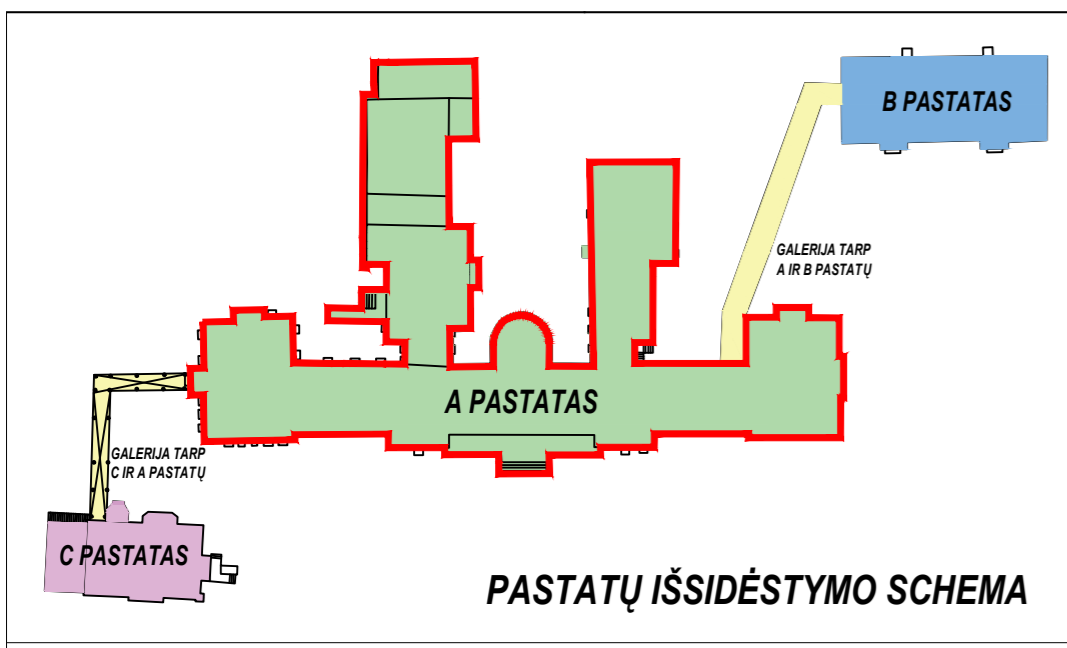 B PASTATAS
GALERIJA TARP
A IR B PASTATŲ
A PASTATAS
GALERIJA TARP
C IR A PASTATŲ
C PASTATAS
PASTATŲ IŠSIDĖSTYMO SCHEMA